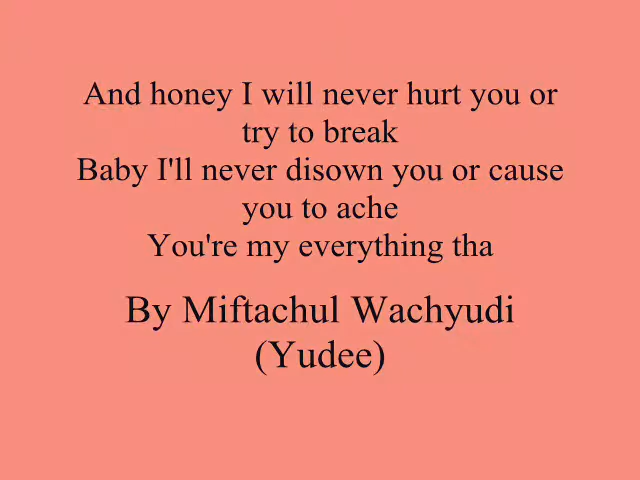 And honey I will never hurt you or
try to break
Baby I'll never disown you or cause
you to ache
You're my everything tha
By Miftachul Wachyudi
(Yudee)